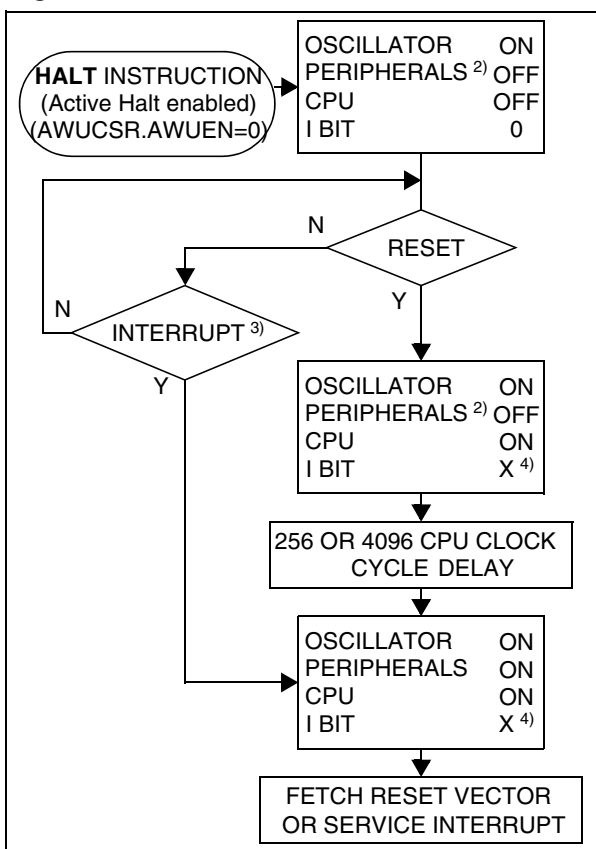 HALT INSTRUCTION
(Active Halt enabled)
(AWUCSR.AWUEN=0)
OSCILLATOR ON
PERIPHERALS 2) OFF
CPU OFF
I BIT 0
N
RESET
Y
N
INTERRUPT 3)
Y
OSCILLATOR ON
PERIPHERALS 2) OFF
CPU ON
I BIT X 4)
256 OR 4096 CPU CLOCK
CYCLE DELAY
OSCILLATOR ON
PERIPHERALS ON
CPU ON
I BIT X 4)
FETCH RESET VECTOR
OR SERVICE INTERRUPT